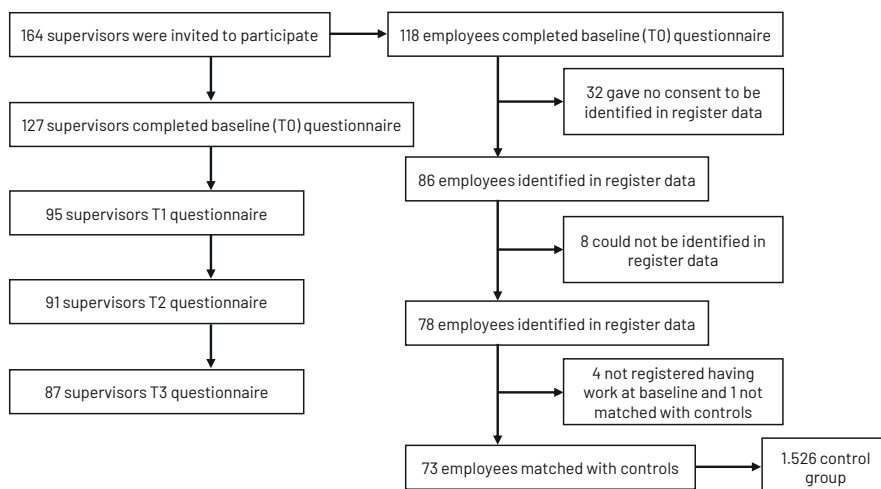 164 supervisors were invited to participate
118 employees completed baseline (T0) questionnaire
32 gave no consent to be
identified in register data
127 supervisors completed baseline (T0) questionnaire
86 employees identified in register data
95 supervisors T1 questionnaire
8 could not be identified in
register data
91 supervisors T2 questionnaire
78 employees identified in register data
87 supervisors T3 questionnaire
4 not registered having
work at baseline and 1 not
matched with controls
73 employees matched with controls
1.526 control
group